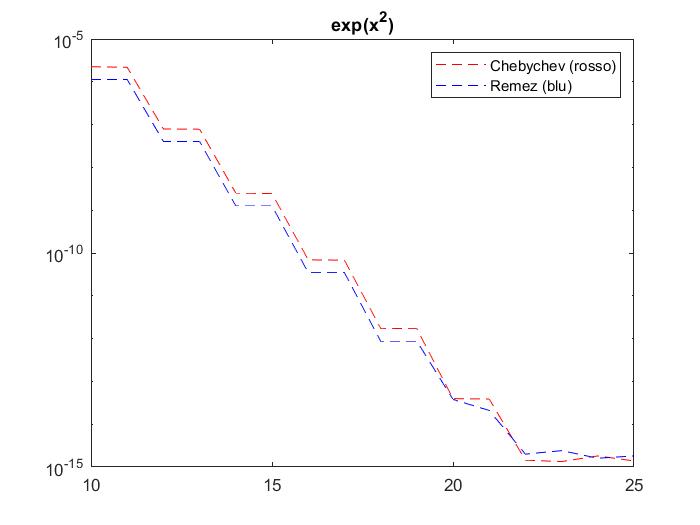 exp(x²)
10⁻⁵
Chebychev (rosso)
Remez (blu)
10⁻¹⁰
10⁻¹⁵
10 15 20 25